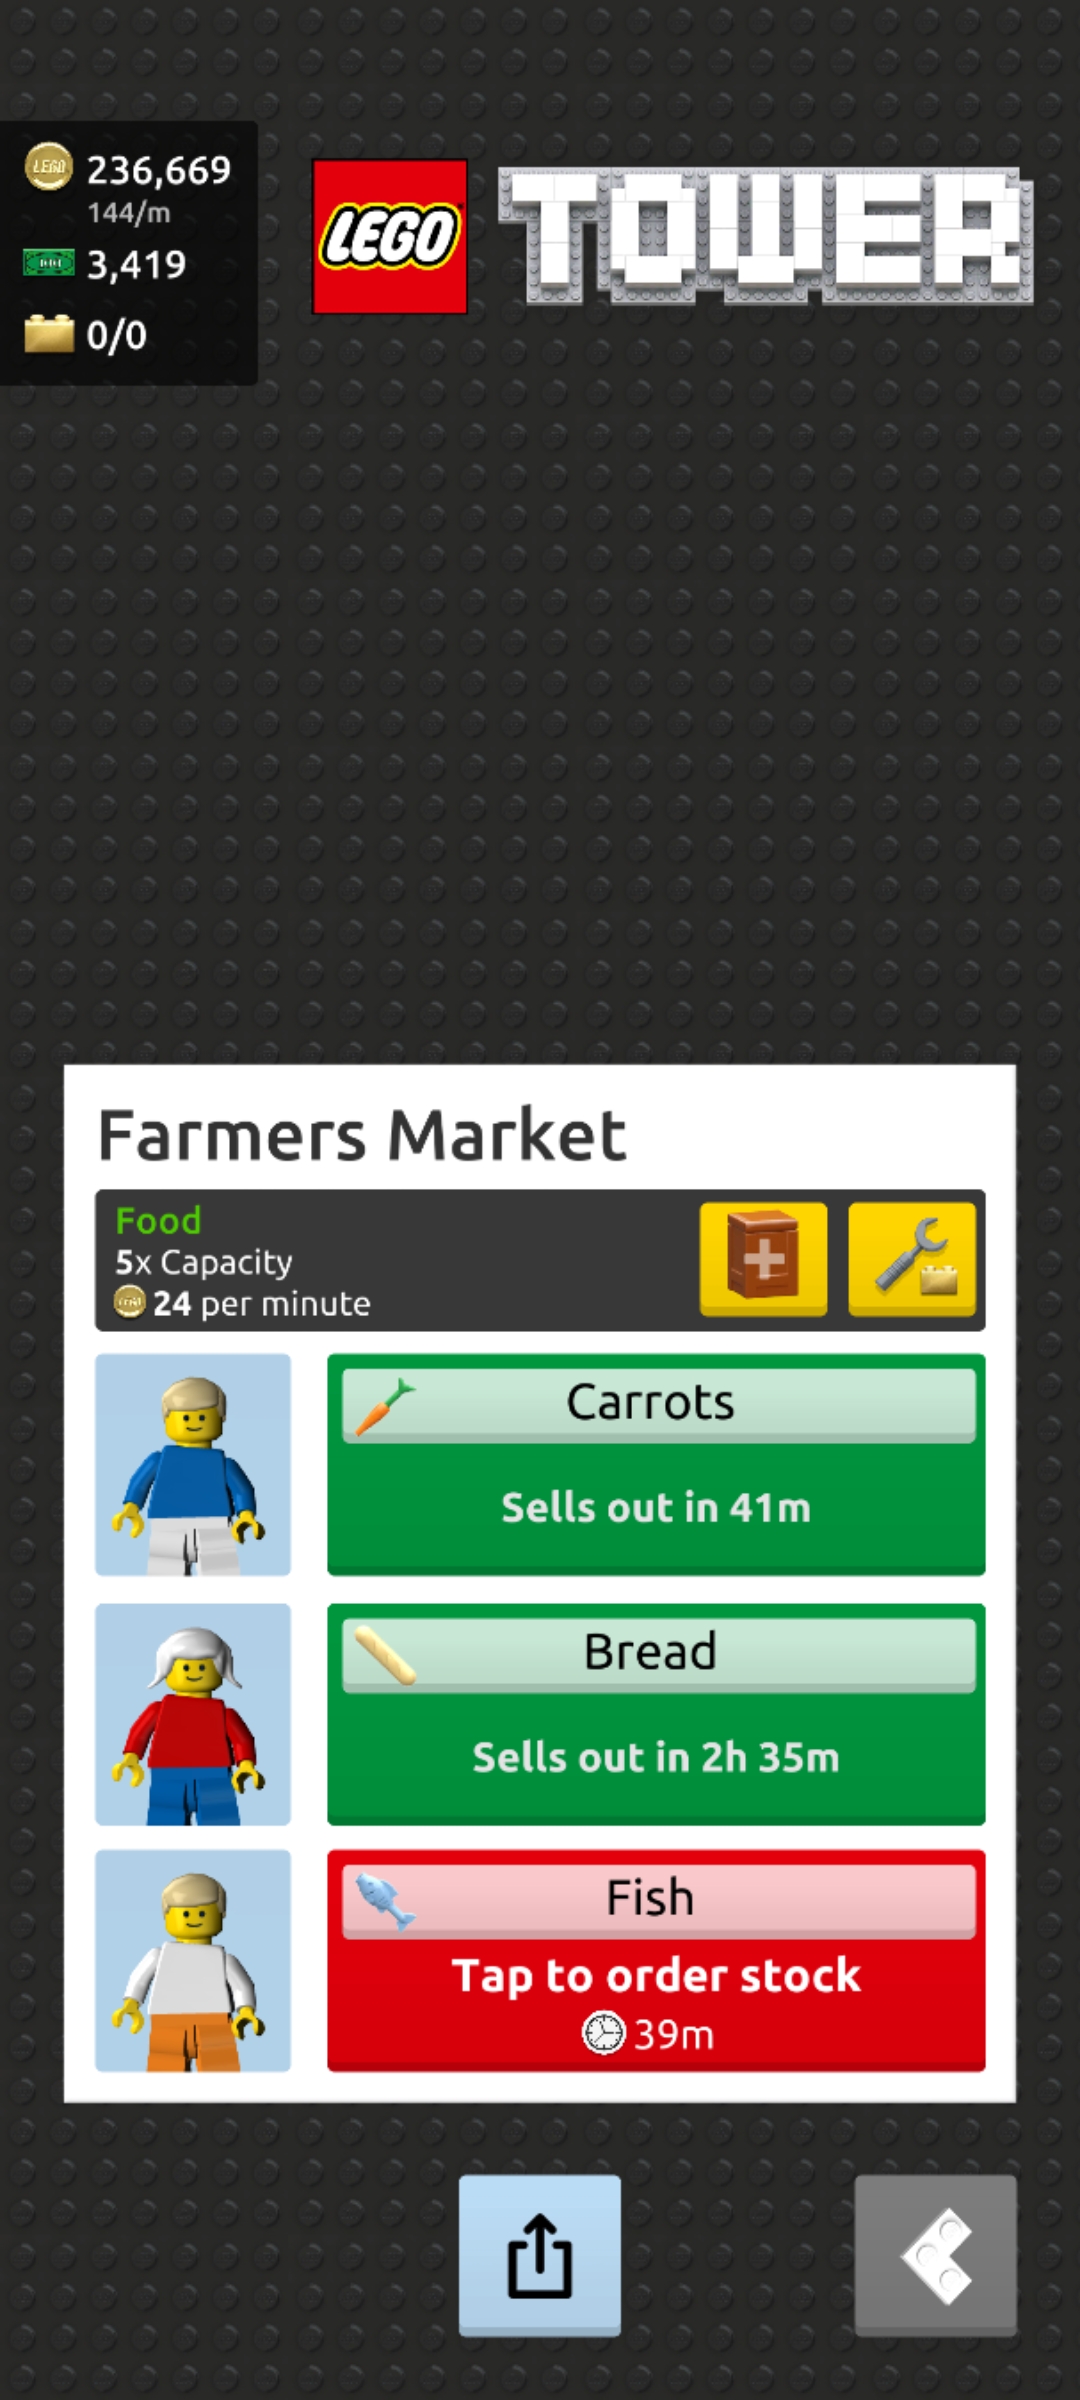 236,669
144/m
3,419
0/0
LEGO
TOWER
Farmers Market
Food
5x Capacity
24 per minute
Carrots
Sells out in 41m
Bread
Sells out in 2h 35m
Fish
Tap to order stock
39m